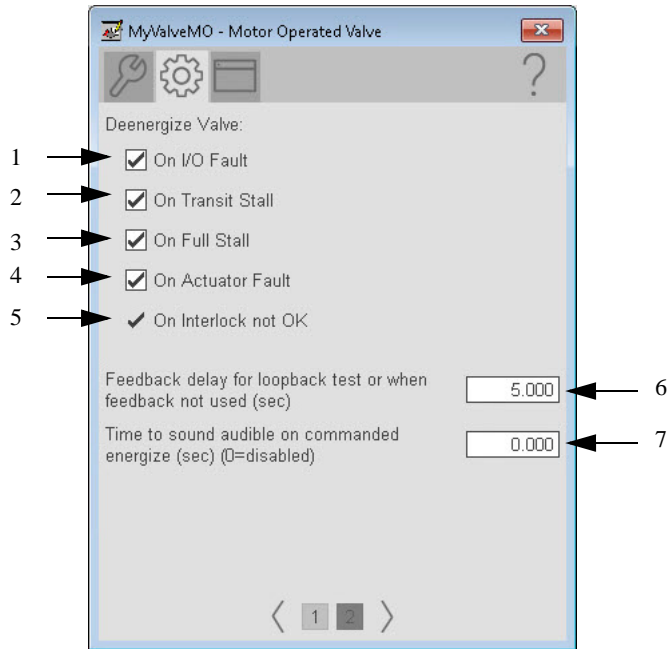 MyValveMO - Motor Operated Valve
?
Deenergize Valve:
1 On I/O Fault
2 On Transit Stall
3 On Full Stall
4 On Actuator Fault
5 On Interlock not OK
Feedback delay for loopback test or when
feedback not used (sec)
5.000 6
Time to sound audible on commanded
energize (sec) (0=disabled)
0.000 7
1 2